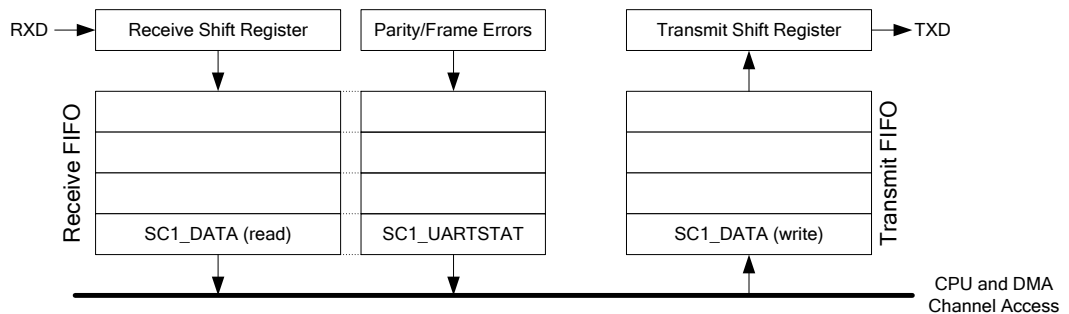 RXD
Receive Shift Register
Parity/Frame Errors
Transmit Shift Register
TXD
Receive FIFO
Transmit FIFO
SC1_DATA (read)
SC1_UARTSTAT
SC1_DATA (write)
CPU and DMA
Channel Access